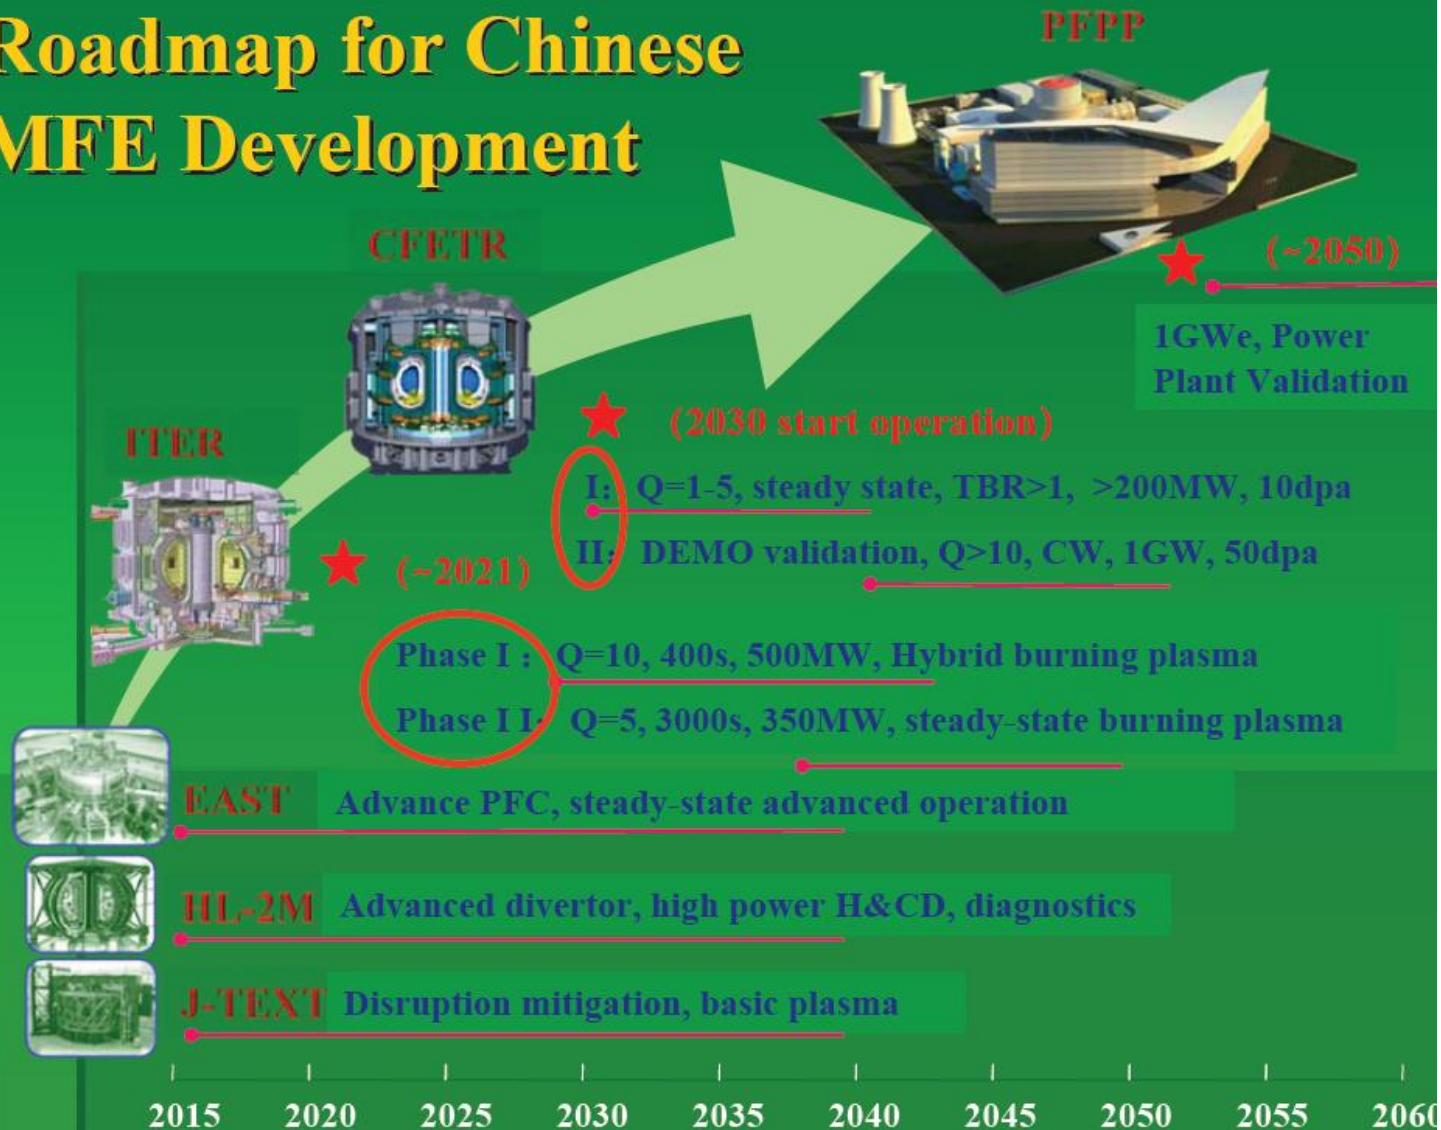 Roadmap for Chinese
MFE Development
PFPP
CFETR
(~2050)
1GWe, Power
Plant Validation
(2030 start operation)
ITER
I: Q=1-5, steady state, TBR>1, >200MW, 10dpa
II: DEMO validation, Q>10, CW, 1GW, 50dpa
(~2021)
Phase I : Q=10, 400s, 500MW, Hybrid burning plasma
Phase I I: Q=5, 3000s, 350MW, steady-state burning plasma
EAST Advance PFC, steady-state advanced operation
HL-2M Advanced divertor, high power H&CD, diagnostics
J-TEXT Disruption mitigation, basic plasma
2015 2020 2025 2030 2035 2040 2045 2050 2055 2060